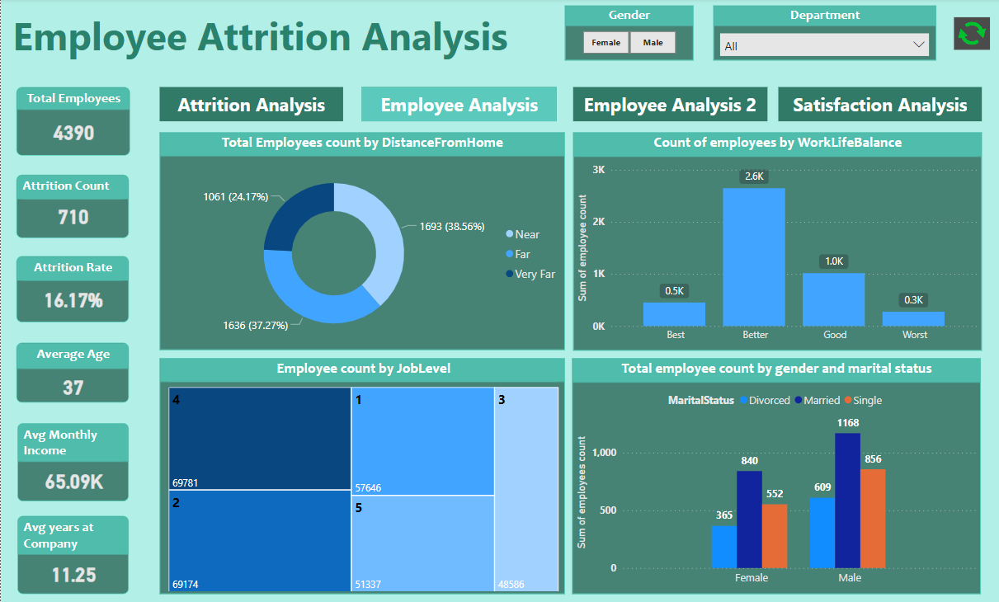 Employee Attrition Analysis
Gender
Female
Male
Department
All
Total Employees
4390
Attrition Count
710
Attrition Rate
16.17%
Average Age
37
Avg Monthly
Income
65.09K
Avg years at
Company
11.25
Attrition Analysis
Employee Analysis
Employee Analysis 2
Satisfaction Analysis
Total Employees count by DistanceFromHome
1061 (24.17%)
1693 (38.56%)
1636 (37.27%)
Near
Far
Very Far
Count of employees by WorkLifeBalance
Sum of employee count
3K
2K
1K
0K
0.5K
2.6K
1.0K
0.3K
Best
Better
Good
Worst
Employee count by JobLevel
4
69781
2
69174
1
57646
5
51337
3
48586
Total employee count by gender and marital status
MaritalStatus
Divorced
Married
Single
Sum of employees count
1,000
500
0
365
840
552
609
1168
856
Female
Male